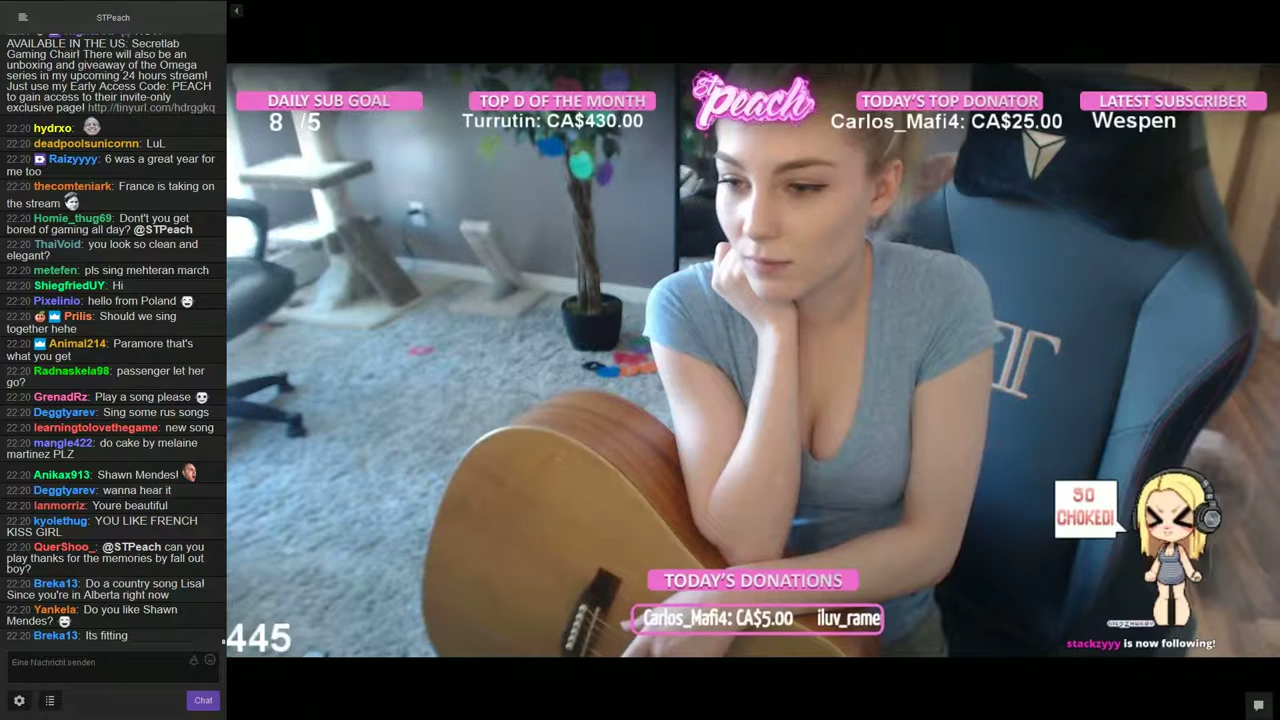 STPeach
AVAILABLE IN THE US: Secretlab
Gaming Chair! There will also be an
unboxing and giveaway of the Omega
series in my upcoming 24 hours stream!
Just use my Early Access Code: PEACH
to gain access to their invite-only
exclusive page! http://tinyurl.com/hdrggkq
22:20 hydrxo:
22:20 deadpoolsunicornn: LuL
22:20 Raizyyyy: 6 was a great year for
me too
22:20 thecomteniark: France is taking on
the stream
22:20 Homie_thug69: Dont't you get
bored of gaming all day? @STPeach
22:20 ThaiVoid: you look so clean and
elegant?
22:20 metefen: pls sing mehteran march
22:20 ShiegfriedUY: Hi
22:20 Pixelinio: hello from Poland
22:20 Prilis: Should we sing
together hehe
22:20 Animal214: Paramore that's
what you get
22:20 Radnaskela98: passenger let her
go?
22:20 GrenadRz: Play a song please
22:20 Deggtyarev: Sing some rus songs
22:20 learningtolovethegame: new song
22:20 mangle422: do cake by melaine
martinez PLZ
22:20 Anikax913: Shawn Mendes!
22:20 Deggtyarev: wanna hear it
22:20 Ianmorriz: Youre beautiful
22:20 kyolethug: YOU LIKE FRENCH
KISS GIRL
22:20 QuerShoo_: @STPeach can you
play thanks for the memories by fall out
boy?
22:20 Breka13: Do a country song Lisa!
Since you're in Alberta right now
22:20 Yankela: Do you like Shawn
Mendes?
22:20 Breka13: Its fitting
Eine Nachricht senden
Chat
DAILY SUB GOAL
8 /5
TOP D OF THE MONTH
Turrutin: CA$430.00
st Peach
TODAY'S TOP DONATOR
Carlos_Mafi4: CA$25.00
LATEST SUBSCRIBER
Wespen
SO
CHOKED!
TODAY'S DONATIONS
Carlos_Mafi4: CA$5.00 iluv_rame
445
stackzyyy is now following!